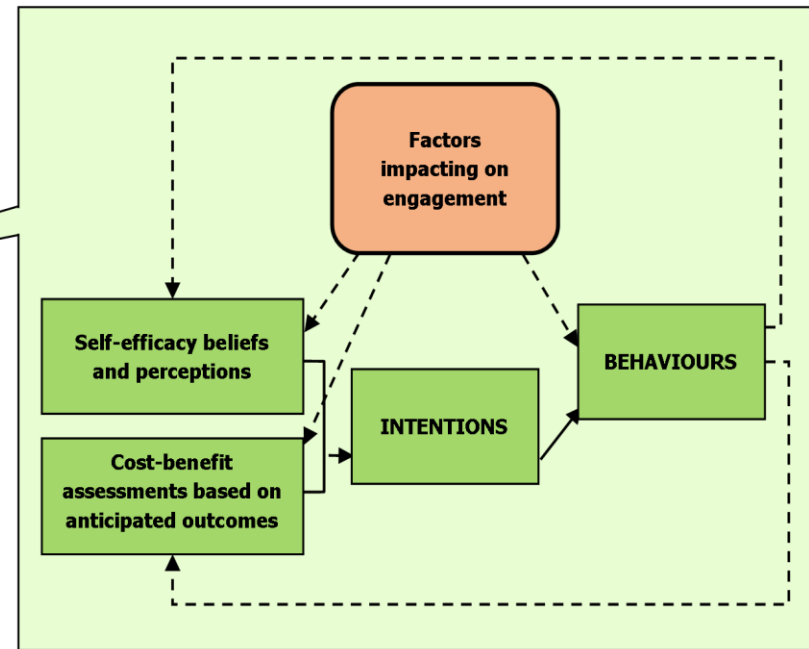 Factors
impacting on
engagement
Self-efficacy beliefs
and perceptions
BEHAVIOURS
INTENTIONS
Cost-benefit
assessments based on
anticipated outcomes